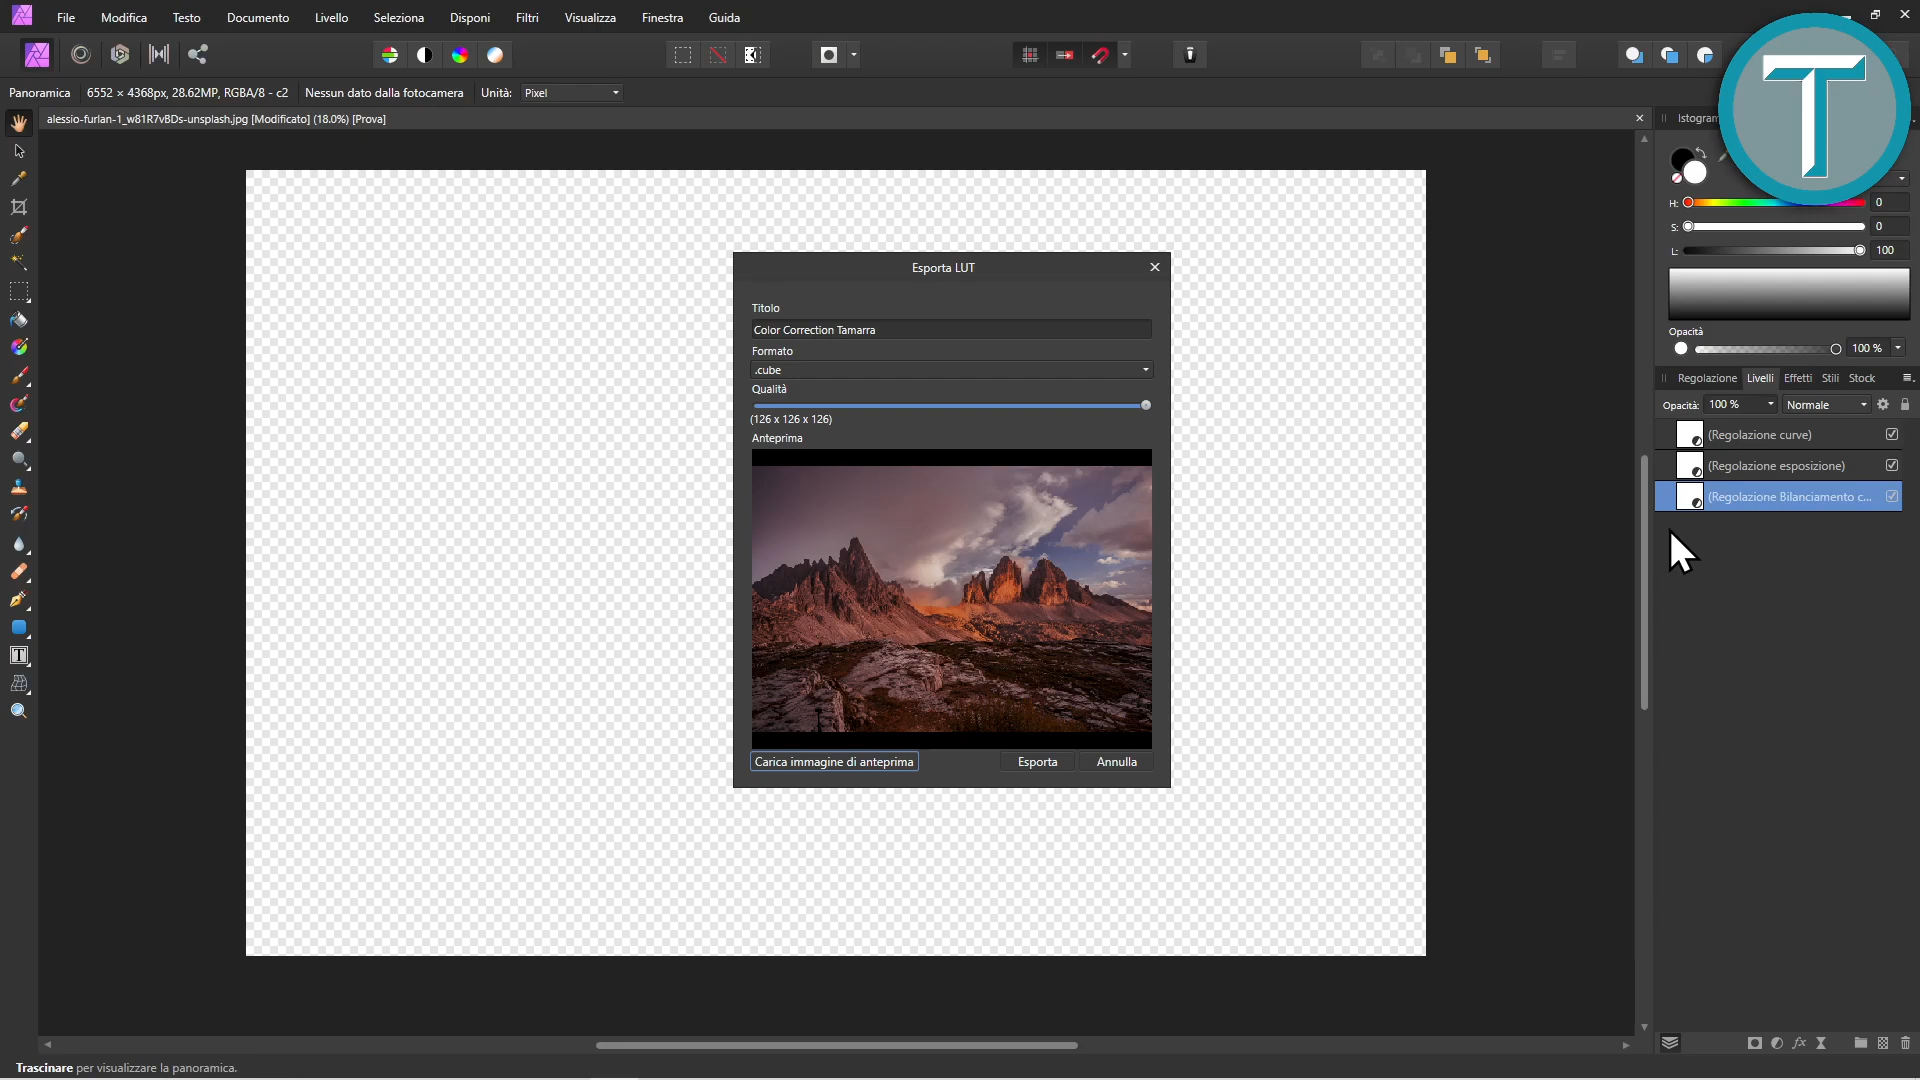 File Modifica Testo Documento Livello Seleziona Disponi Filtri Visualizza Finestra Guida
Panoramica 6552 × 4368px, 28.62MP, RGBA/8 - c2 Nessun dato dalla fotocamera Unità: Pixel
alessio-furlan-1_w81R7vBDs-unsplash.jpg [Modificato] (18.0%) [Prova]
Istogram
T
H: 0
S: 0
L: 100
Opacità
100 %
Regolazione Livelli Effetti Stili Stock
Opacità: 100 % Normale
(Regolazione curve)
(Regolazione esposizione)
(Regolazione Bilanciamento c...
Esporta LUT
Titolo
Color Correction Tamarra
Formato
.cube
Qualità
(126 x 126 x 126)
Anteprima
Carica immagine di anteprima Esporta Annulla
fx
Trascinare per visualizzare la panoramica.